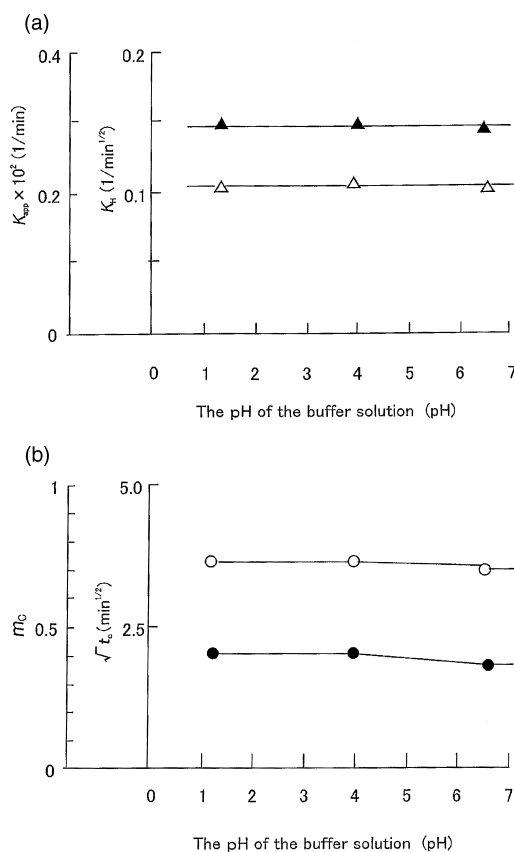 (a)
0.4
0.2
0
K_app × 10² (1/min)
0.2
0.1
K_H (1/min^1/2)
0 1 2 3 4 5 6 7
The pH of the buffer solution (pH)
(b)
1
0.5
0
m_C
5.0
2.5
√t_c (min^1/2)
0 1 2 3 4 5 6 7
The pH of the buffer solution (pH)